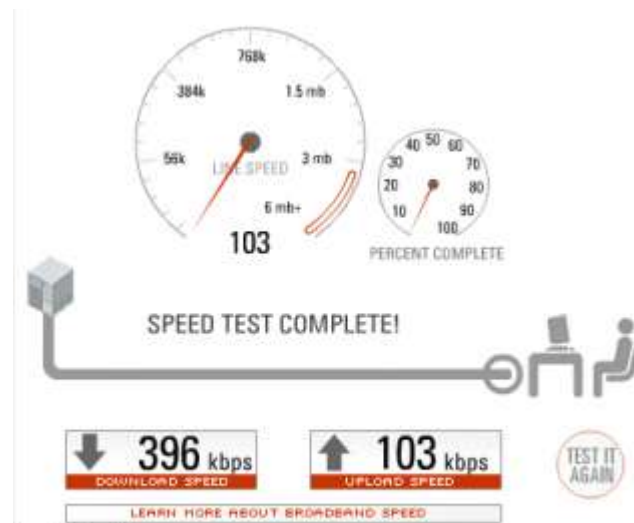 768k
384k
1.5 mb
56k
LINE SPEED
3 mb
6 mb+
103
50
40
60
30
70
20
80
10
90
100
PERCENT COMPLETE
SPEED TEST COMPLETE!
396 kbps
DOWNLOAD SPEED
103 kbps
UPLOAD SPEED
TEST IT
AGAIN
LEARN MORE ABOUT BROADBAND SPEED